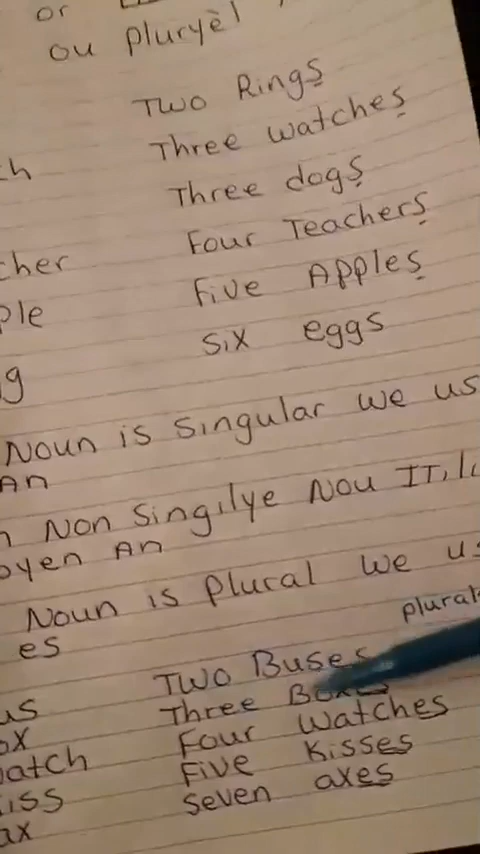 or
ou pluryèl
Two Rings
Three watches
Three dogs
Four Teachers
Five Apples
Six eggs
Noun is singular we us
An
Non Singilye Nou
An
Noun is plural we us
es
plural
Two Buses
Three Boxes
Four Watches
Five Kisses
Seven axes